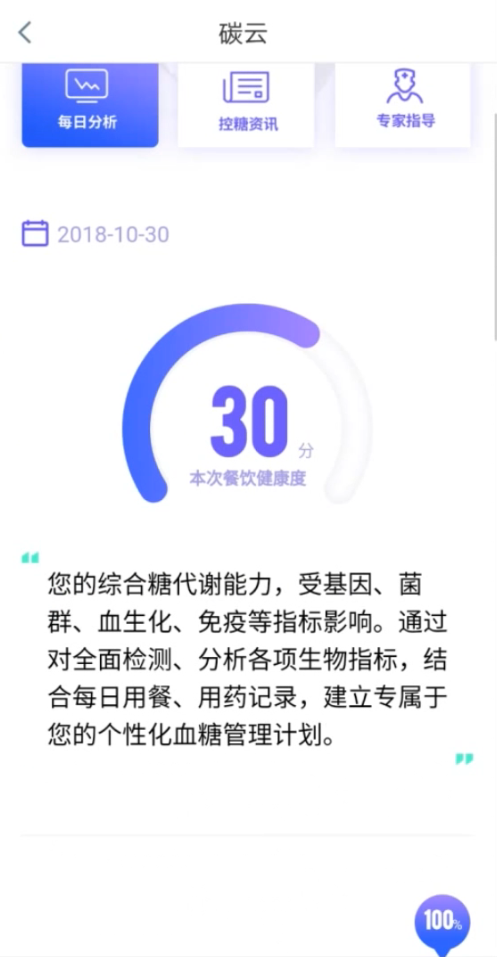 碳云
每日分析
控糖资讯
专家指导
2018-10-30
30分
本次餐饮健康度
您的综合糖代谢能力，受基因、菌
群、血生化、免疫等指标影响。通过
对全面检测、分析各项生物指标，结
合每日用餐、用药记录，建立专属于
您的个性化血糖管理计划。
100%